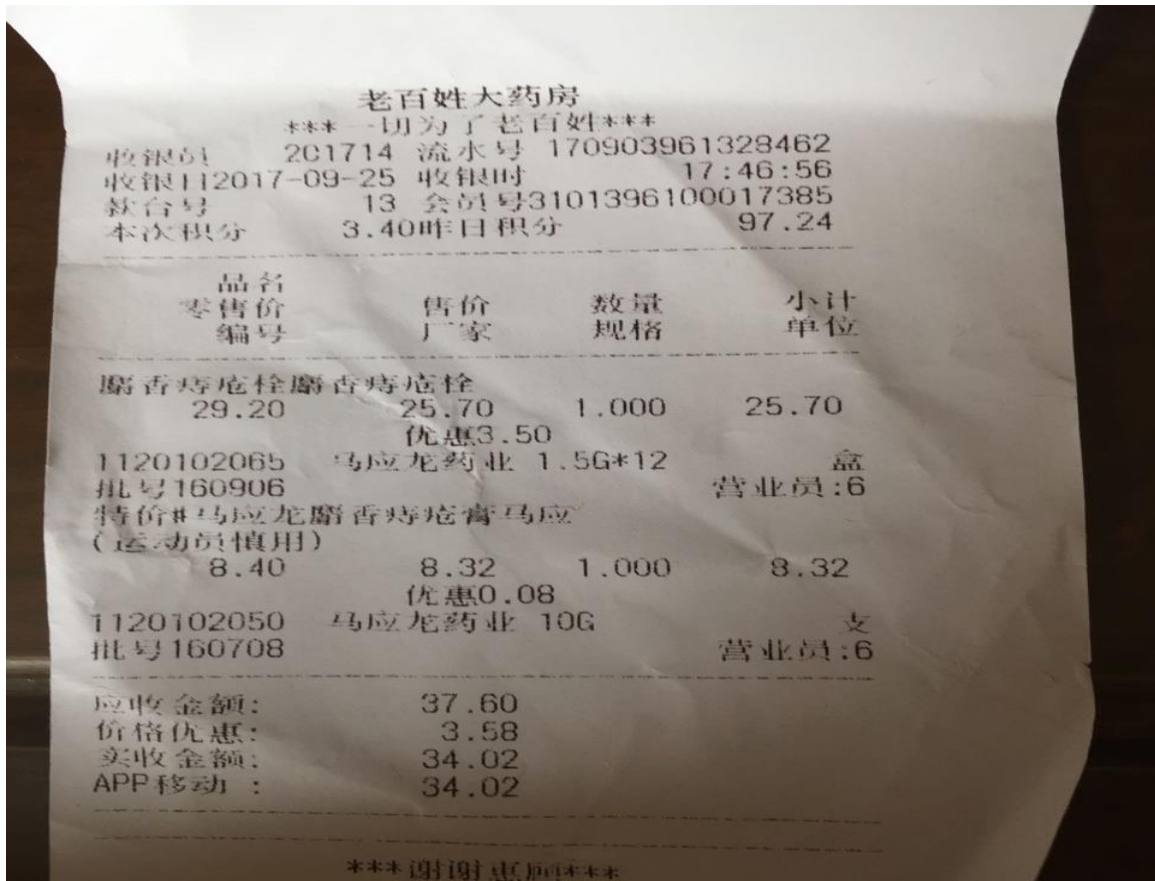 老百姓大药房
***一切为了老百姓***
收银员 201714 流水号 170903961328462
收银日2017-09-25 收银时 17:46:56
款台号 13 会员号3101396100017385
本次积分 3.40昨日积分 97.24
品名
零售价 售价 数量 小计
编号 厂家 规格 单位
麝香痔疮栓麝香痔疮栓
29.20 25.70 1.000 25.70
优惠3.50
1120102065 马应龙药业 1.5G*12 盒
批号160906 营业员:6
特价#马应龙麝香痔疮膏马应
(运动员慎用)
8.40 8.32 1.000 8.32
优惠0.08
1120102050 马应龙药业 10G 支
批号160708 营业员:6
应收金额: 37.60
价格优惠: 3.58
实收金额: 34.02
APP移动 : 34.02
***谢谢惠顾***